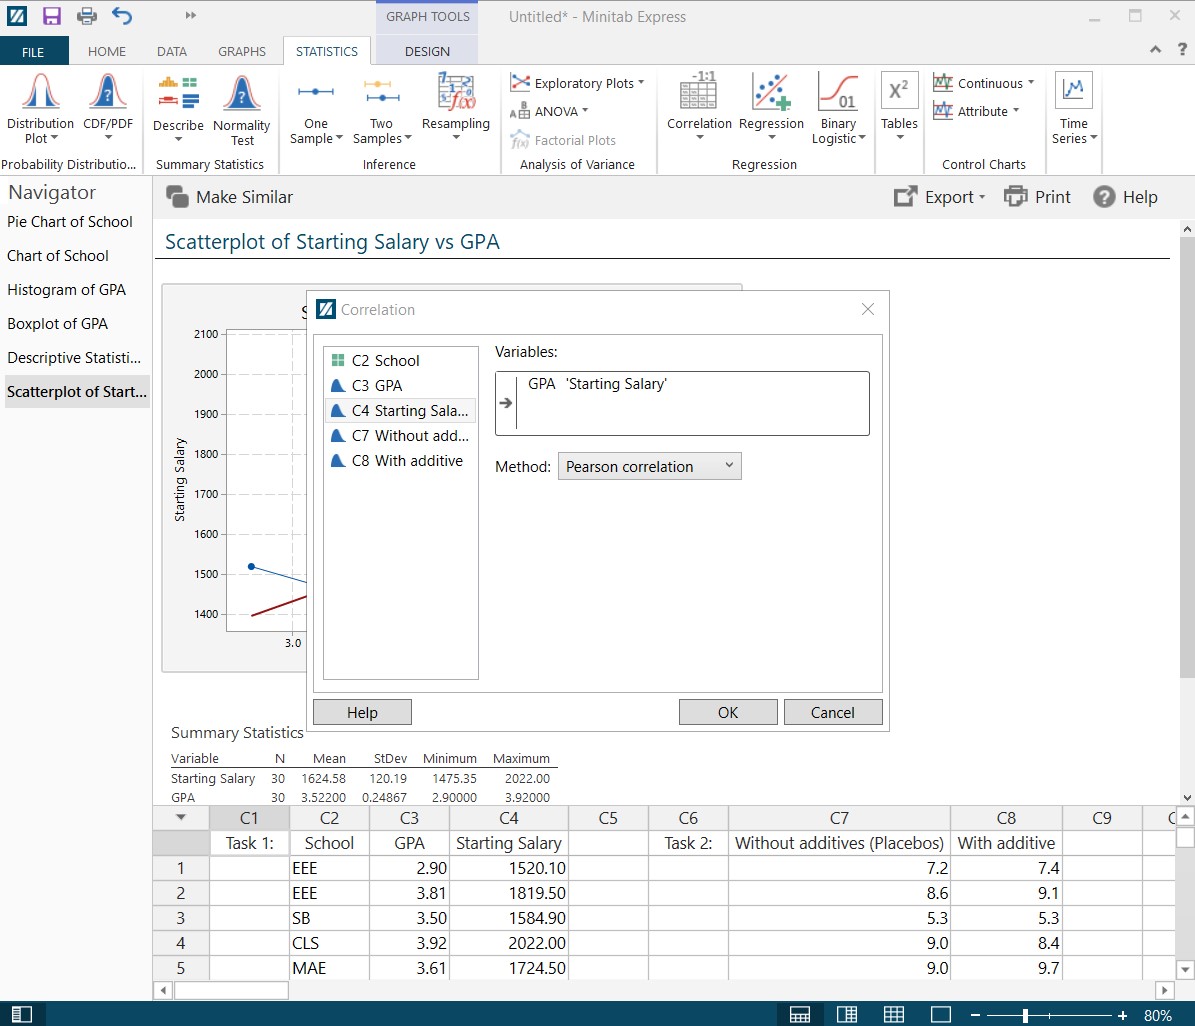 GRAPH TOOLS
Untitled* - Minitab Express
FILE HOME DATA GRAPHS STATISTICS DESIGN
?
Distribution Plot
CDF/PDF
Probability Distributio...
Describe
Normality Test
Summary Statistics
One Sample
Two Samples
Resampling
Inference
Exploratory Plots
ANOVA
Factorial Plots
Analysis of Variance
-1:1
Correlation
Regression
01
Binary Logistic
Regression
X²
Tables
Continuous
Attribute
Control Charts
Time Series
Navigator
Pie Chart of School
Chart of School
Histogram of GPA
Boxplot of GPA
Descriptive Statisti...
Scatterplot of Start...
Make Similar
Export
Print
? Help
Scatterplot of Starting Salary vs GPA
2100
2000
1900
1800
1700
1600
1500
1400
Starting Salary
3.0
Correlation
C2 School
C3 GPA
C4 Starting Sala...
C7 Without add...
C8 With additive
Variables:
GPA 'Starting Salary'
Method: Pearson correlation
Help OK Cancel
Summary Statistics
Variable N Mean StDev Minimum Maximum
Starting Salary 30 1624.58 120.19 1475.35 2022.00
GPA 30 3.52200 0.24867 2.90000 3.92000
C1 C2 C3 C4 C5 C6 C7 C8 C9
Task 1: School GPA Starting Salary Task 2: Without additives (Placebos) With additive
1 EEE 2.90 1520.10 7.2 7.4
2 EEE 3.81 1819.50 8.6 9.1
3 SB 3.50 1584.90 5.3 5.3
4 CLS 3.92 2022.00 9.0 8.4
5 MAE 3.61 1724.50 9.0 9.7
80%